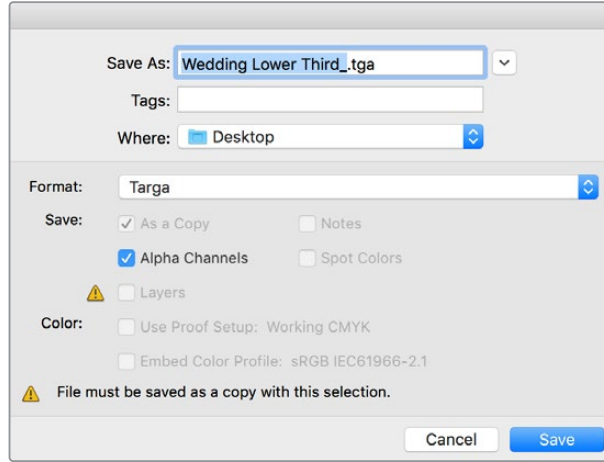 Save As: Wedding Lower Third_.tga
Tags:
Where: Desktop
Format: Targa
Save: As a Copy Notes
Alpha Channels Spot Colors
Layers
Color: Use Proof Setup: Working CMYK
Embed Color Profile: sRGB IEC61966-2.1
File must be saved as a copy with this selection.
Cancel Save